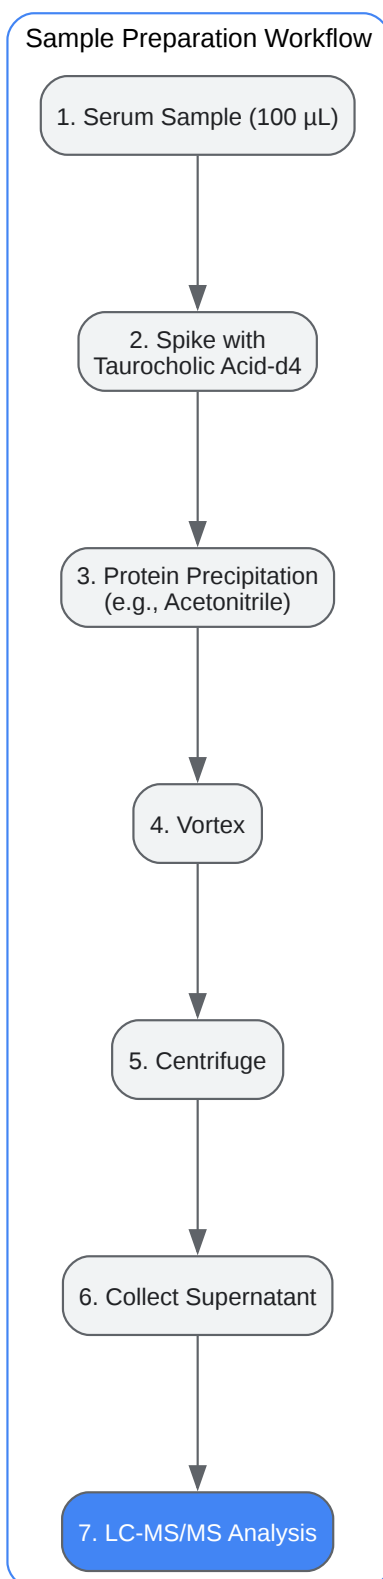 Sample Preparation Workflow
1. Serum Sample (100 µL)
2. Spike with
Taurocholic Acid-d4
3. Protein Precipitation
(e.g., Acetonitrile)
4. Vortex
5. Centrifuge
6. Collect Supernatant
7. LC-MS/MS Analysis